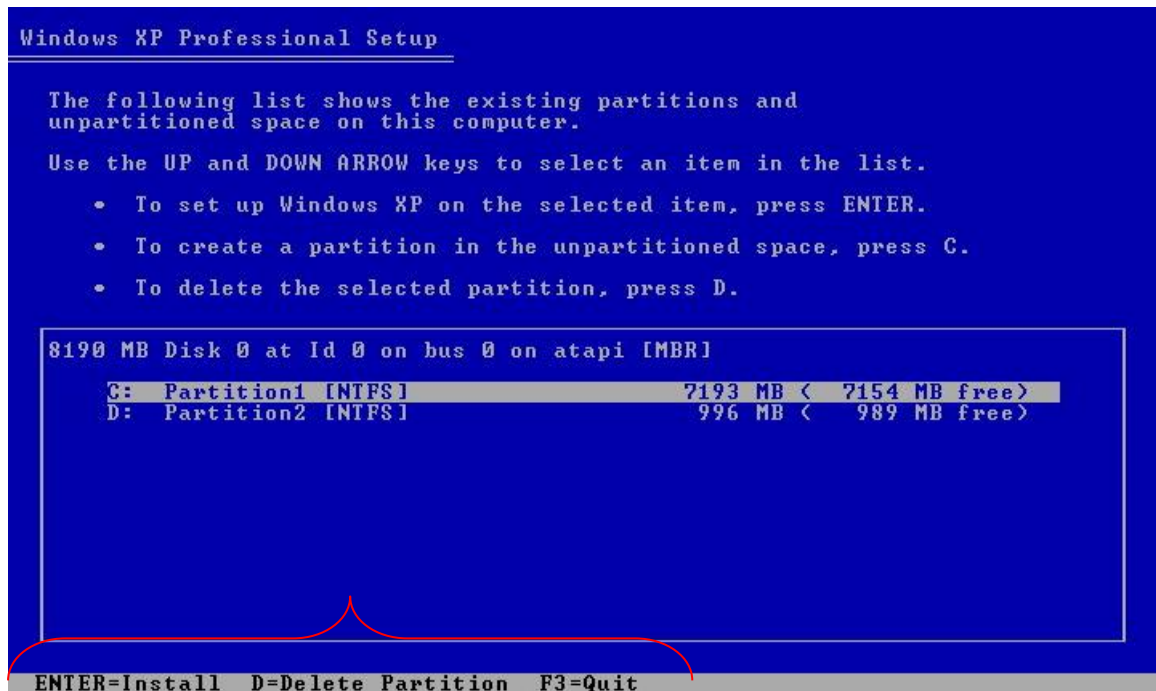 Windows XP Professional Setup
The following list shows the existing partitions and
unpartitioned space on this computer.
Use the UP and DOWN ARROW keys to select an item in the list.
• To set up Windows XP on the selected item, press ENTER.
• To create a partition in the unpartitioned space, press C.
• To delete the selected partition, press D.
8190 MB Disk 0 at Id 0 on bus 0 on atapi [MBR]
C: Partition1 [NTFS] 7193 MB ( 7154 MB free)
D: Partition2 [NTFS] 996 MB ( 989 MB free)
ENTER=Install D=Delete Partition F3=Quit